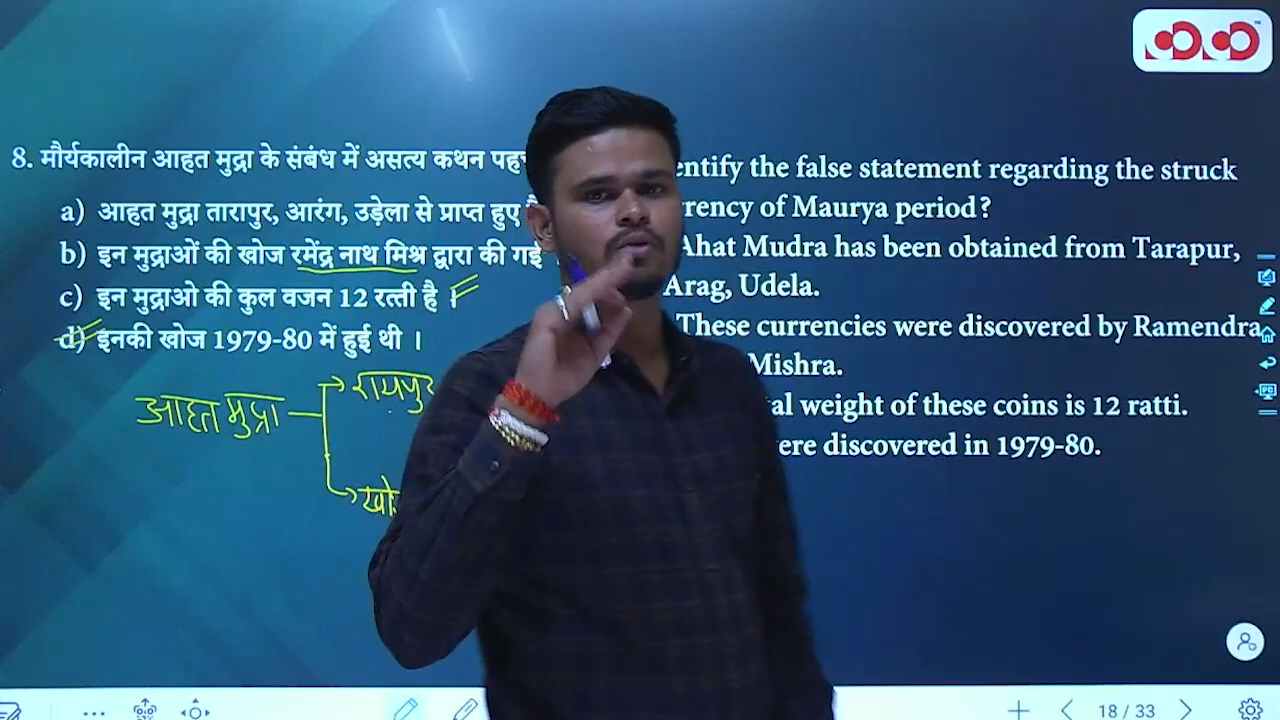 8. मौर्यकालीन आहत मुद्रा के संबंध में असत्य कथन
a) आहत मुद्रा तारापुर, आरंग, उड़ेला से प्राप्त हुए
b) इन मुद्राओं की खोज रमेंद्र नाथ मिश्र द्वारा की गई
c) इन मुद्राओ की कुल वजन 12 रत्ती है । F
d) इनकी खोज 1979-80 में हुई थी ।
आहत मुद्रा
रायपुर
entify the false statement regarding the struck
rency of Maurya period?
Ahat Mudra has been obtained from Tarapur,
Arag, Udela.
These currencies were discovered by Ramendra
Mishra.
al weight of these coins is 12 ratti.
ere discovered in 1979-80.
18 / 33